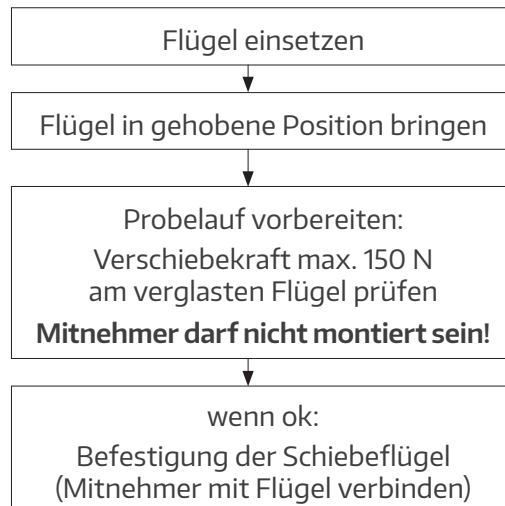 Flügel einsetzen
Flügel in gehobene Position bringen
Probelauf vorbereiten:
Verschiebekraft max. 150 N
am verglasten Flügel prüfen
Mitnehmer darf nicht montiert sein!
wenn ok:
Befestigung der Schiebeflügel
(Mitnehmer mit Flügel verbinden)